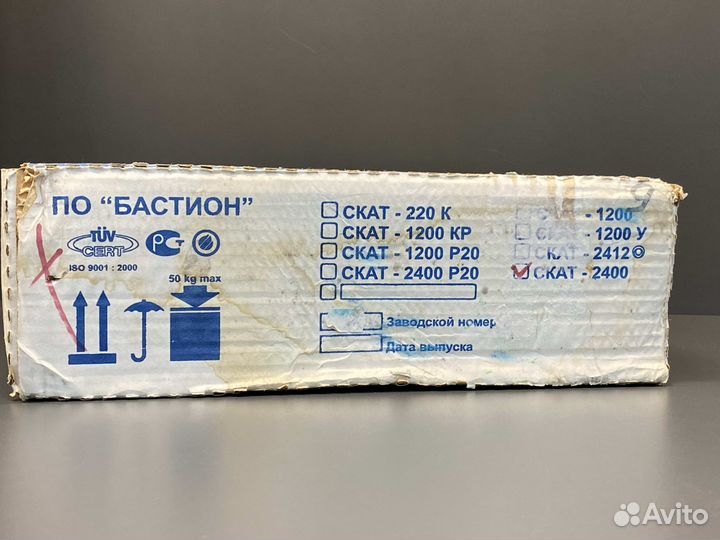 ПО “БАСТИОН”
TÜV
CERT
РСТ
ISO 9001 : 2000
50 kg max
СКАТ - 220 К
СКАТ - 1200 КР
СКАТ - 1200 Р20
СКАТ - 2400 Р20
СКАТ - 1200
СКАТ - 1200 У
СКАТ - 2412
СКАТ - 2400
Заводской номер
Дата выпуска
Avito